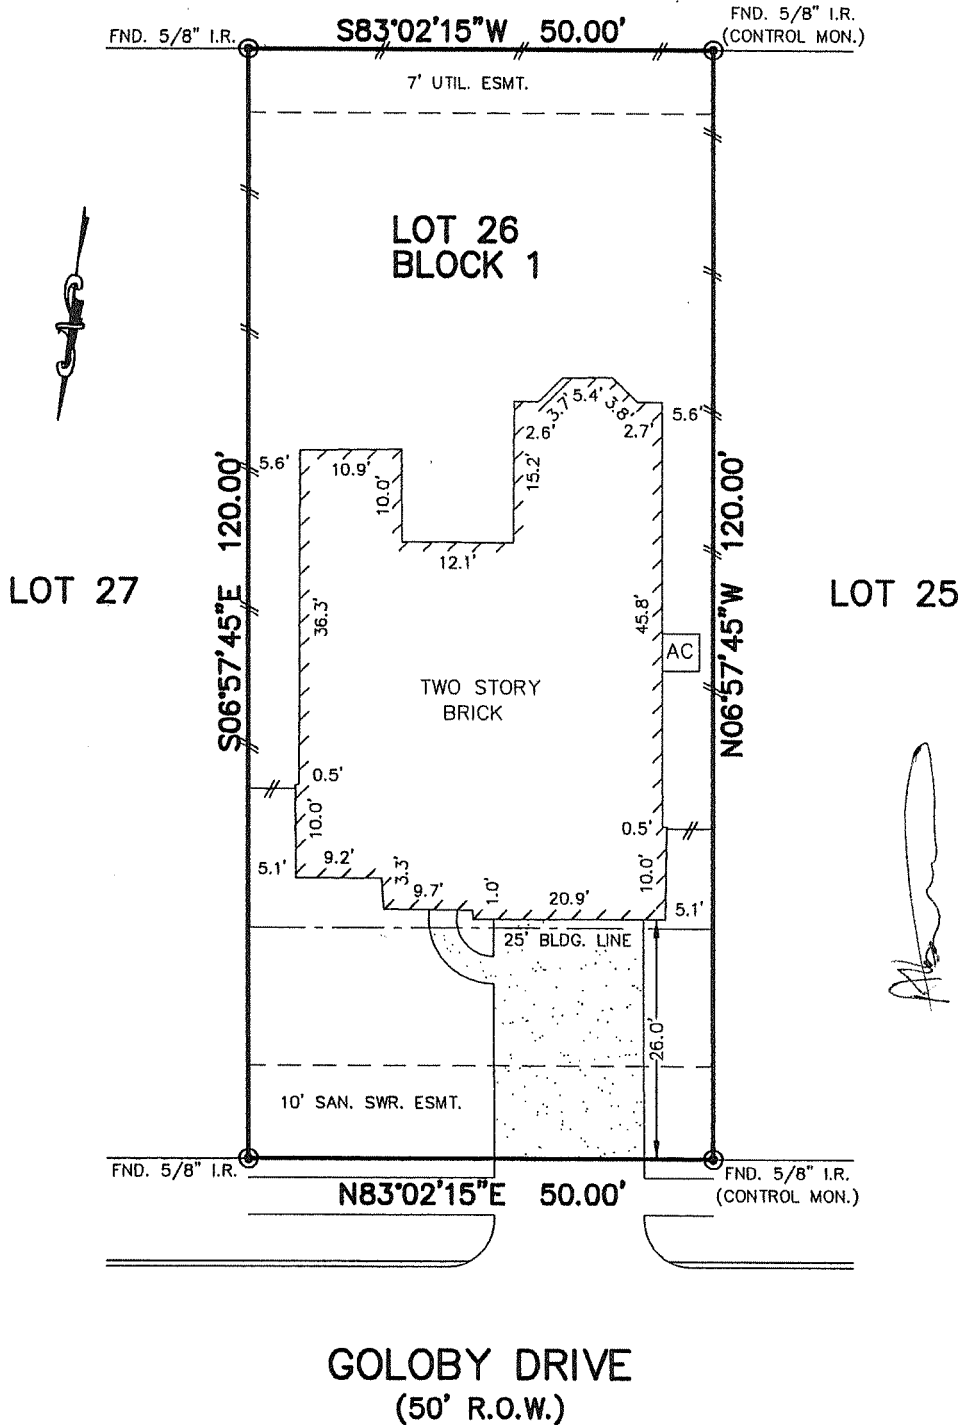 S83°02'15"W 50.00'
FND. 5/8" I.R.
FND. 5/8" I.R.
(CONTROL MON.)
7' UTIL. ESMT.
LOT 26
BLOCK 1
5.4'
3.7'
3.8'
2.6'
2.7'
5.6'
5.6'
10.9'
10.0'
15.2'
12.1'
S06°57'45"E 120.00'
N06°57'45"W 120.00'
LOT 27
LOT 25
36.3'
45.8'
AC
TWO STORY
BRICK
0.5'
10.0'
0.5'
10.0'
5.1'
9.2'
3.3'
9.7'
1.0'
20.9'
5.1'
25' BLDG. LINE
26.0'
10' SAN. SWR. ESMT.
FND. 5/8" I.R.
FND. 5/8" I.R.
(CONTROL MON.)
N83°02'15"E 50.00'
GOLOBY DRIVE
(50' R.O.W.)